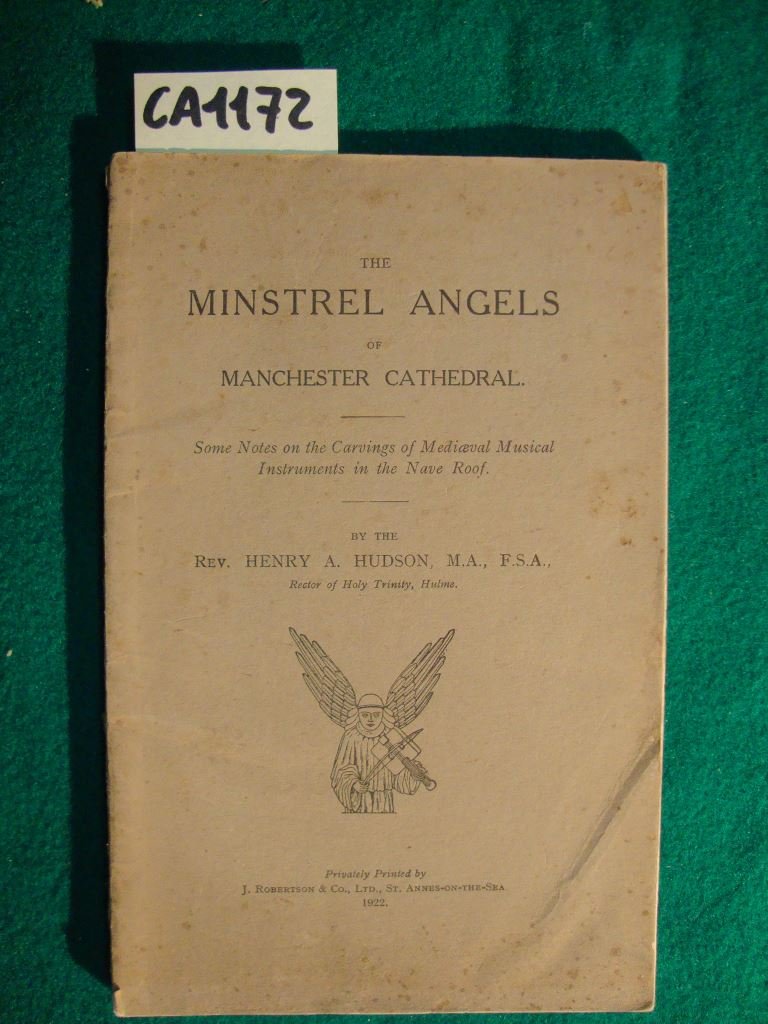 CA1172
THE
MINSTREL ANGELS
OF
MANCHESTER CATHEDRAL.
Some Notes on the Carvings of Mediæval Musical
Instruments in the Nave Roof.
BY THE
REV. HENRY A. HUDSON, M.A., F.S.A.,
Rector of Holy Trinity, Hulme.
Privately Printed by
J. ROBERTSON & CO., LTD., ST. ANNES-ON-THE-SEA
1922.